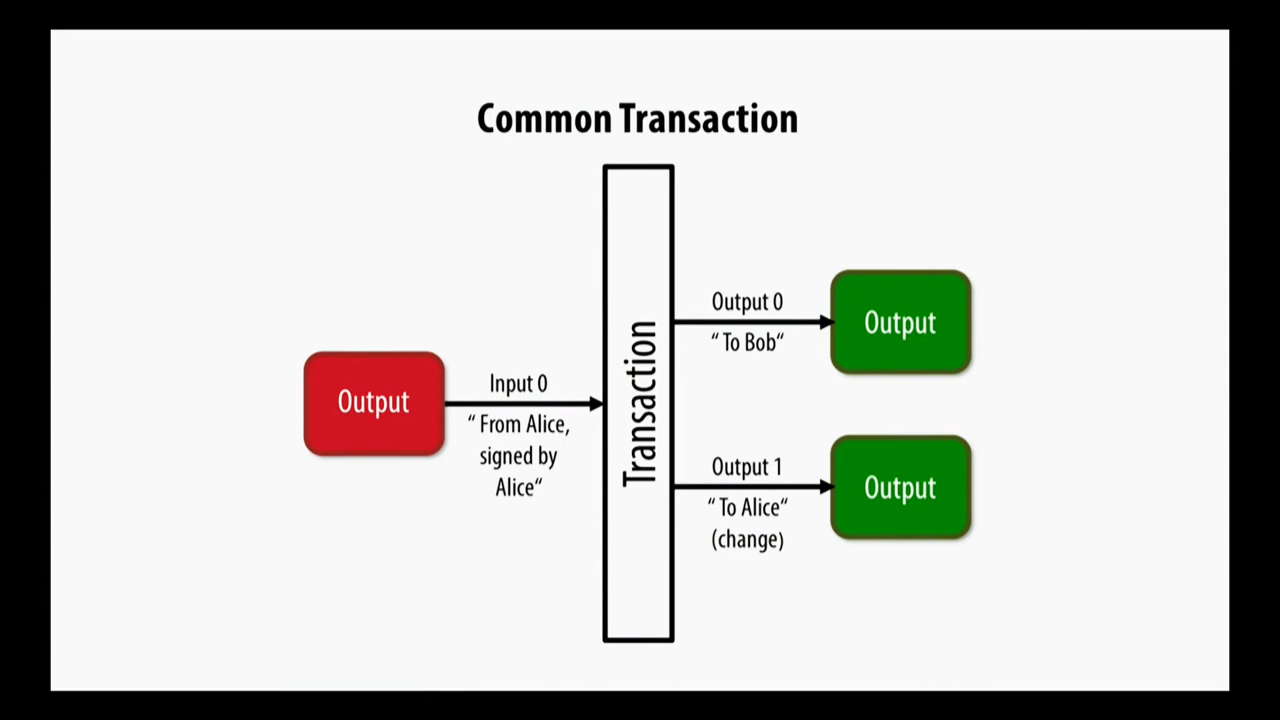 Common Transaction
Output
Input 0
“ From Alice,
signed by
Alice“
Transaction
Output 0
“ To Bob“
Output
Output 1
“ To Alice“
(change)
Output